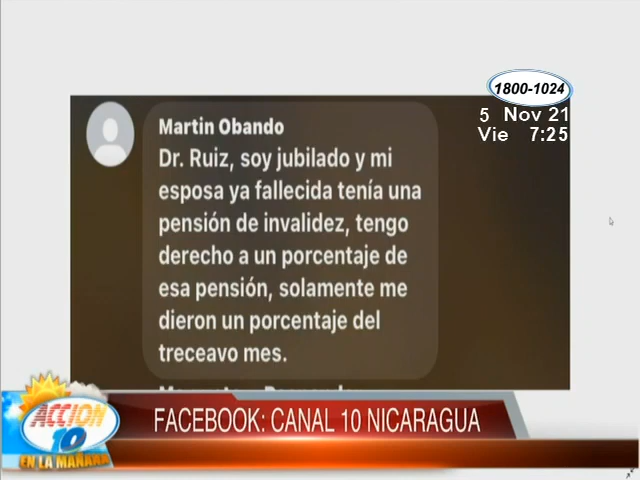 1800-1024
5 Nov 21
Vie 7:25
Martin Obando
Dr. Ruiz, soy jubilado y mi
esposa ya fallecida tenía una
pensión de invalidez, tengo
derecho a un porcentaje de
esa pensión, solamente me
dieron un porcentaje del
treceavo mes.
ACCION
10
EN LA MAÑANA
FACEBOOK: CANAL 10 NICARAGUA